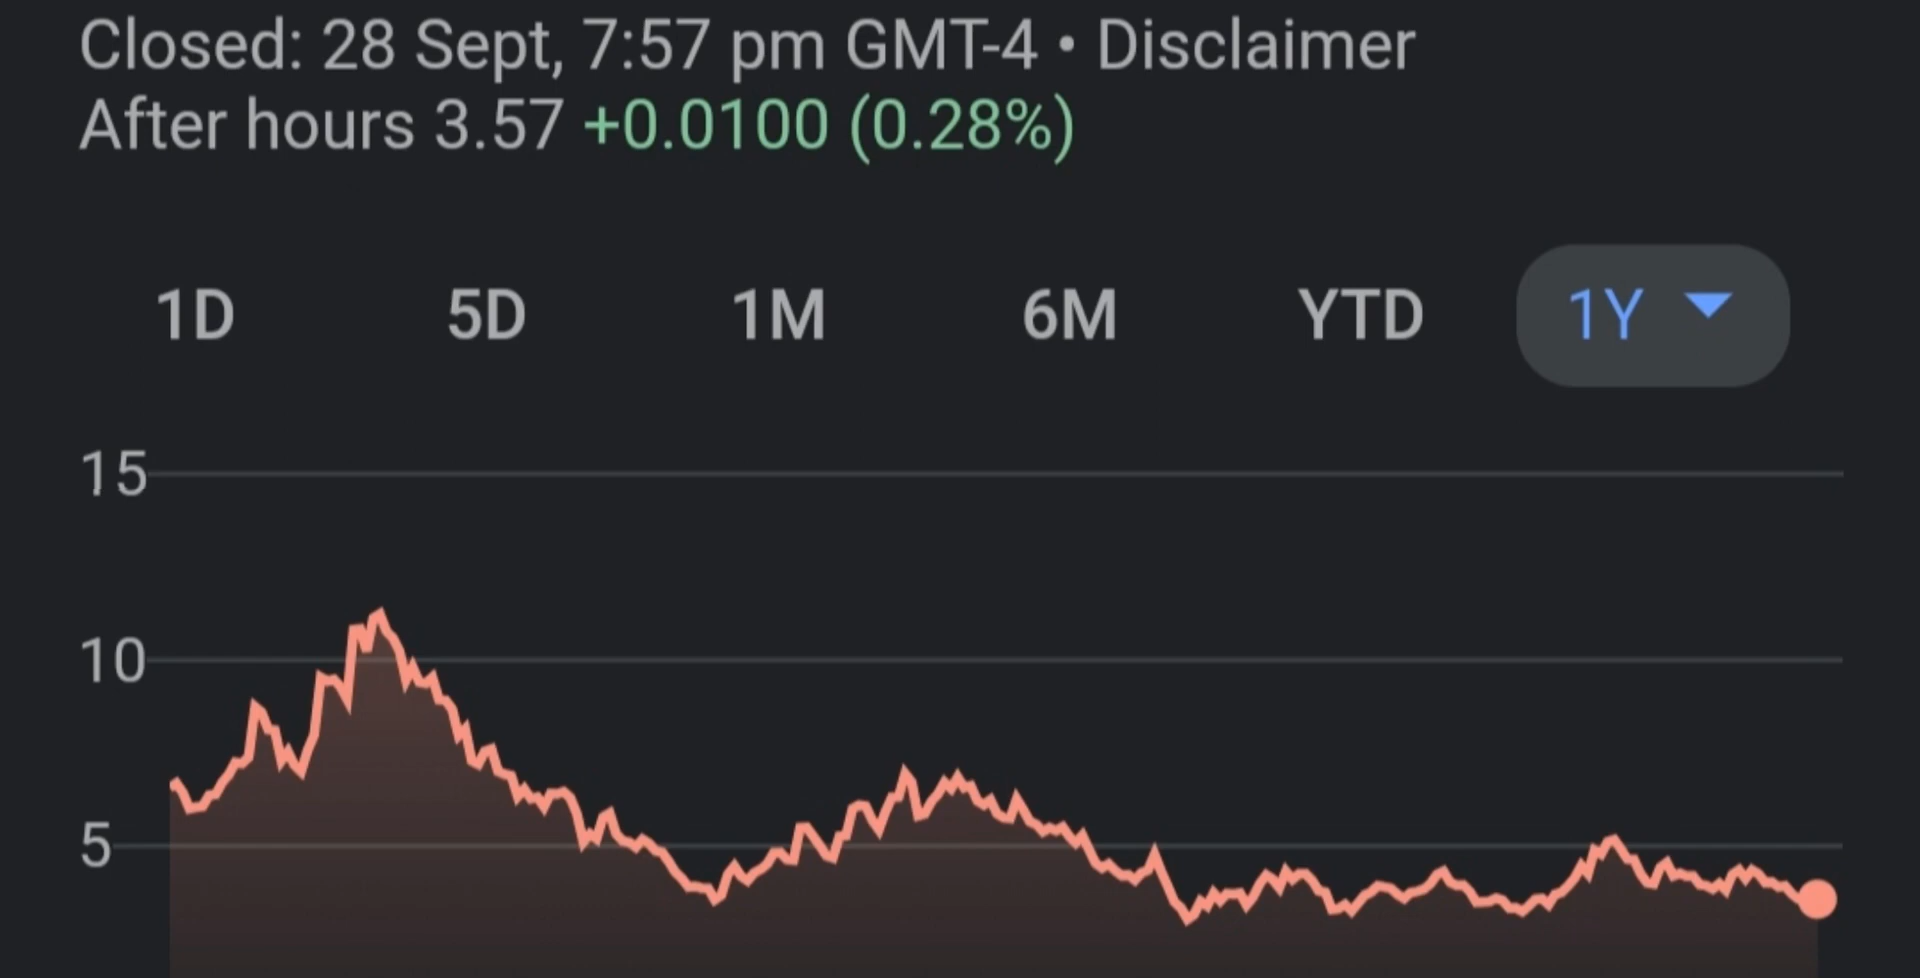 Closed: 28 Sept, 7:57 pm GMT-4 • Disclaimer
After hours 3.57 +0.0100 (0.28%)
1D 5D 1M 6M YTD 1Y
15
10
5